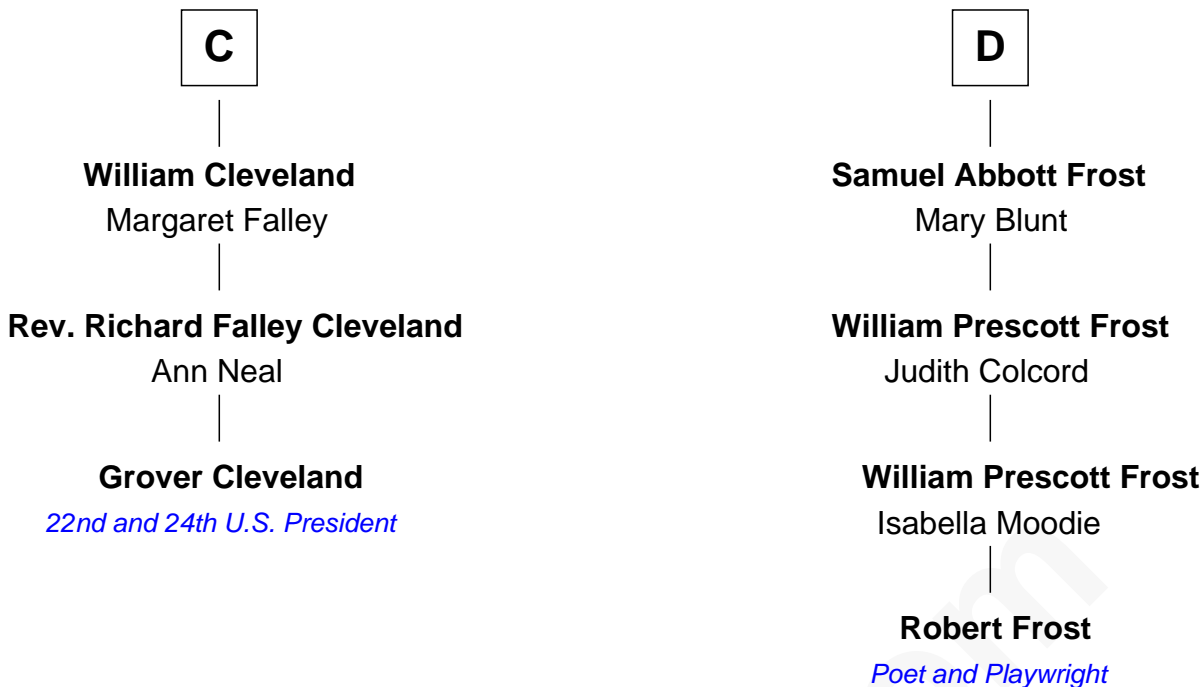 C
William Cleveland
Margaret Falley
Rev. Richard Falley Cleveland
Ann Neal
Grover Cleveland
22nd and 24th U.S. President
D
Samuel Abbott Frost
Mary Blunt
William Prescott Frost
Judith Colcord
William Prescott Frost
Isabella Moodie
Robert Frost
Poet and Playwright